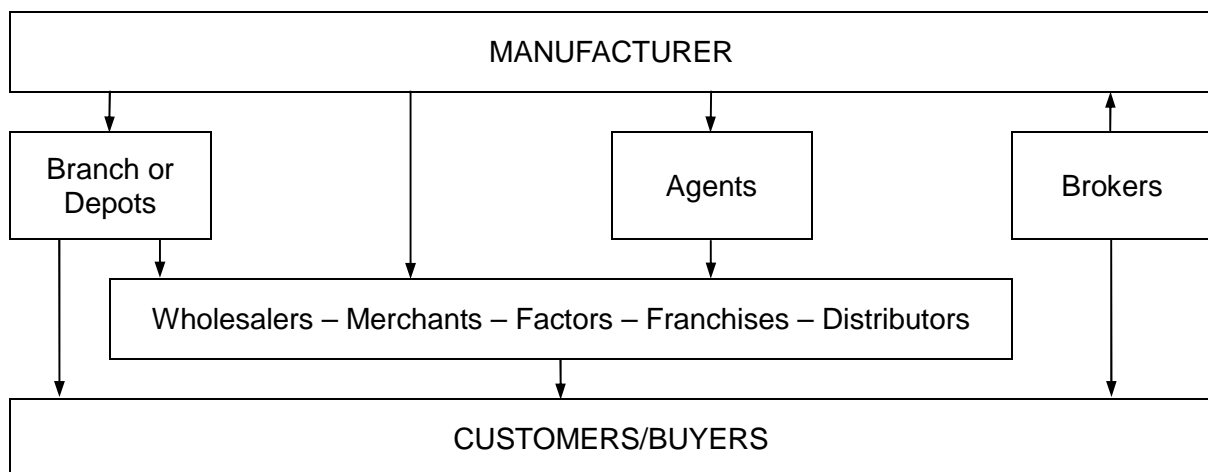 MANUFACTURER
Branch or
Depots
Agents
Brokers
Wholesalers – Merchants – Factors – Franchises – Distributors
CUSTOMERS/BUYERS